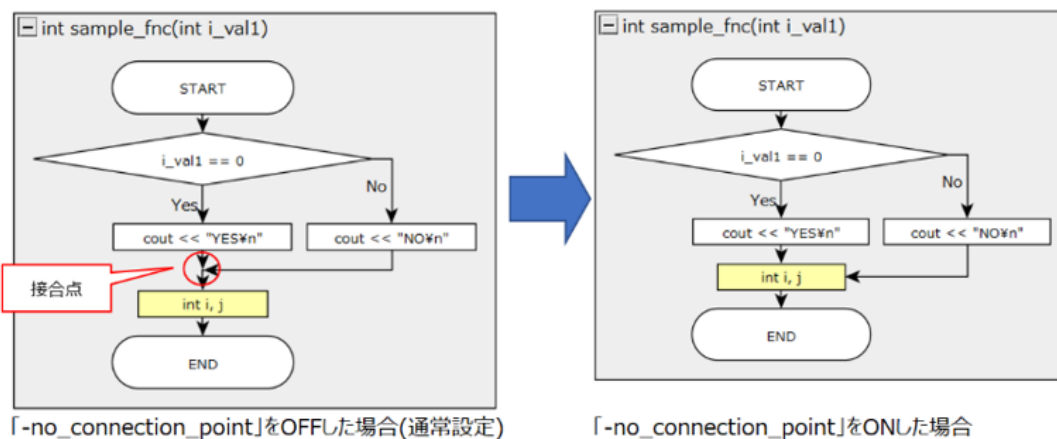 int sample_fnc(int i_val1)
START
i_val1 == 0
No
Yes
cout << "YES¥n"
cout << "NO¥n"
接合点
int i, j
END
「-no_connection_point」をOFFした場合(通常設定)
int sample_fnc(int i_val1)
START
i_val1 == 0
No
Yes
cout << "YES¥n"
cout << "NO¥n"
int i, j
END
「-no_connection_point」をONした場合